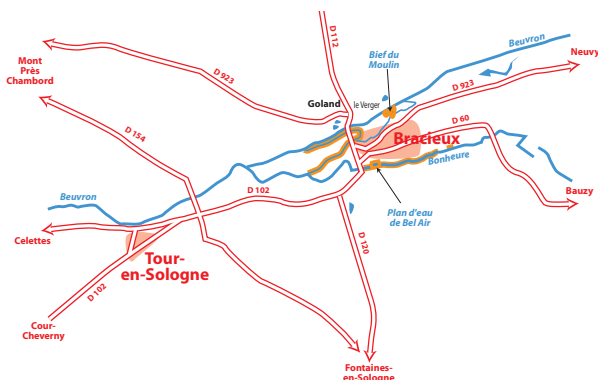 D 112
Beuvron
Mont
Près
Chambord
Bief du
Moulin
Neuvy
D 923
D 923
Goland
le Verger
D 60
Bracieux
D 154
Bonheure
Beuvron
D 102
Bauzy
Plan d'eau
de Bel Air
Celettes
D 120
Tour-
en-Sologne
D 102
Cour-
Cheverny
Fontaines-
en-Sologne